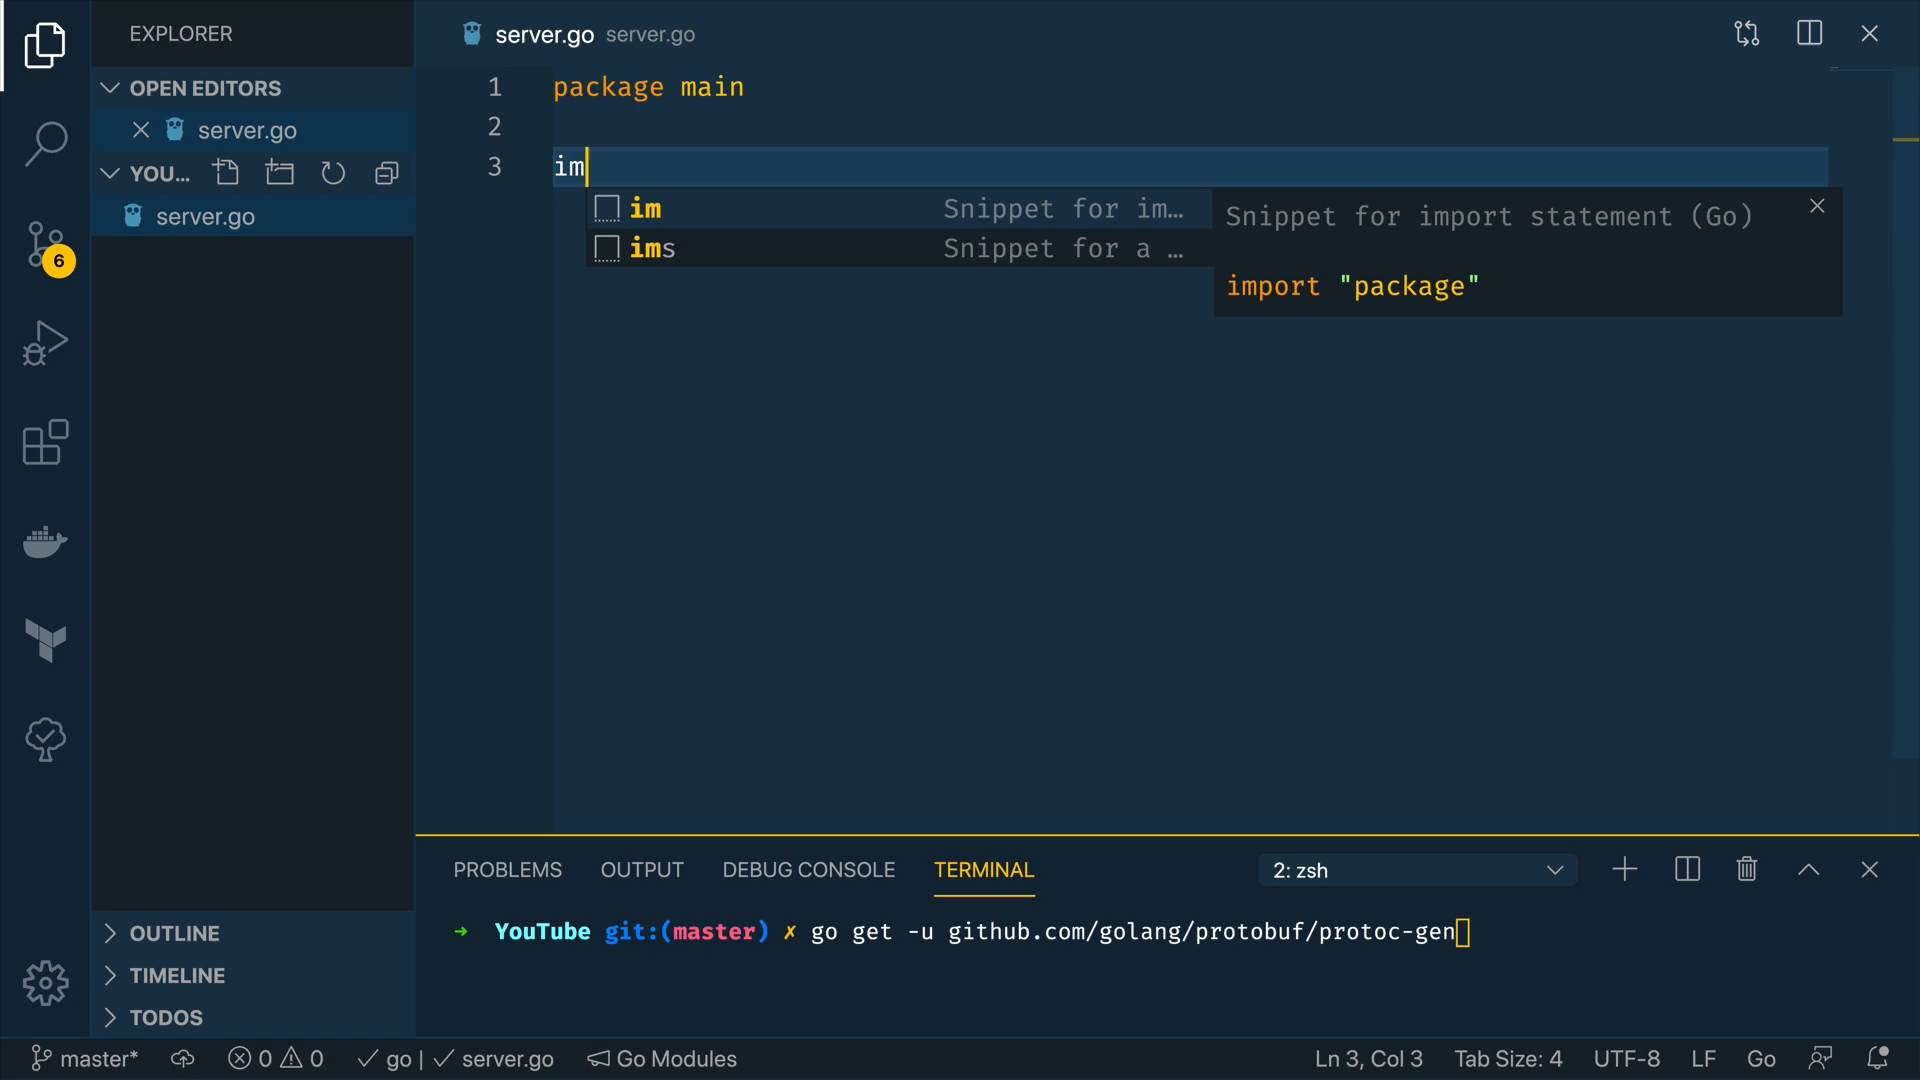 EXPLORER
OPEN EDITORS
server.go
YOU...
server.go
6
OUTLINE
TIMELINE
TODOS
server.go server.go
1 package main
2
3 im
im Snippet for im…
ims Snippet for a …
Snippet for import statement (Go)
import "package"
PROBLEMS OUTPUT DEBUG CONSOLE TERMINAL 2: zsh
→ YouTube git:(master) ✗ go get -u github.com/golang/protobuf/protoc-gen
master* 0 0 ✓ go | ✓ server.go Go Modules Ln 3, Col 3 Tab Size: 4 UTF-8 LF Go